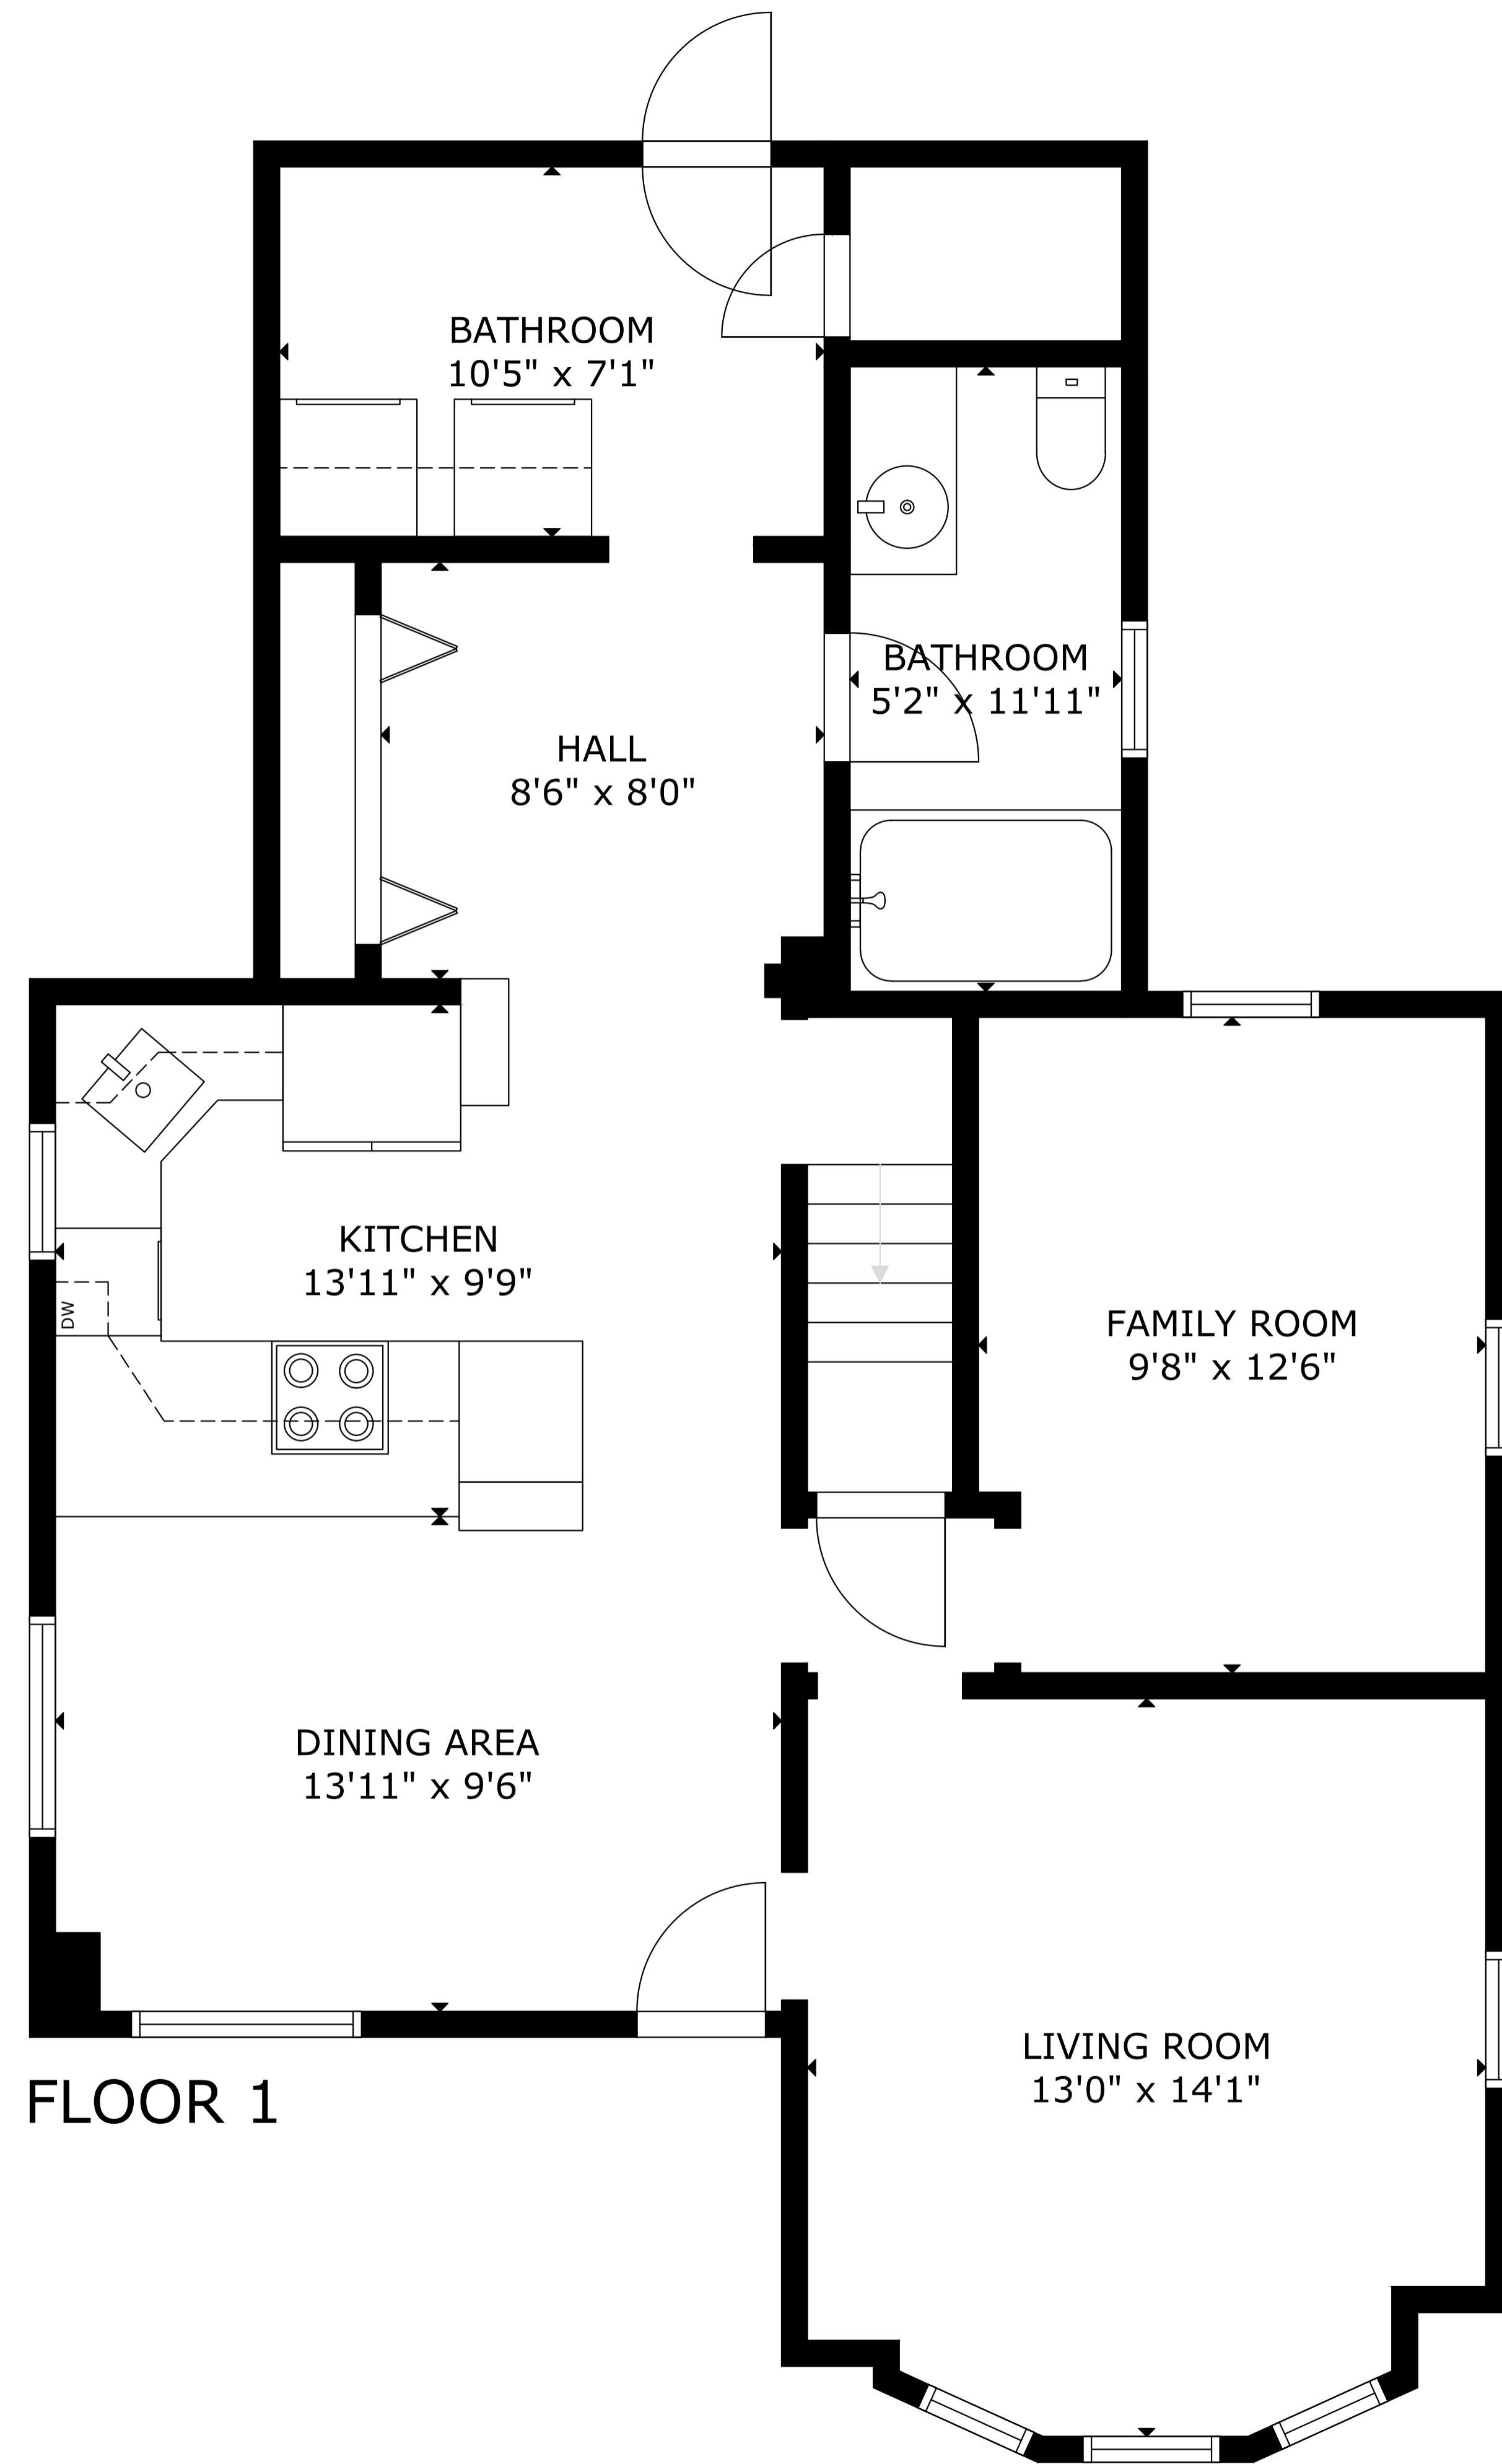 BATHROOM
10'5" x 7'1"
BATHROOM
5'2" x 11'11"
HALL
8'6" x 8'0"
KITCHEN
13'11" x 9'9"
DW
FAMILY ROOM
9'8" x 12'6"
DINING AREA
13'11" x 9'6"
LIVING ROOM
13'0" x 14'1"
FLOOR 1